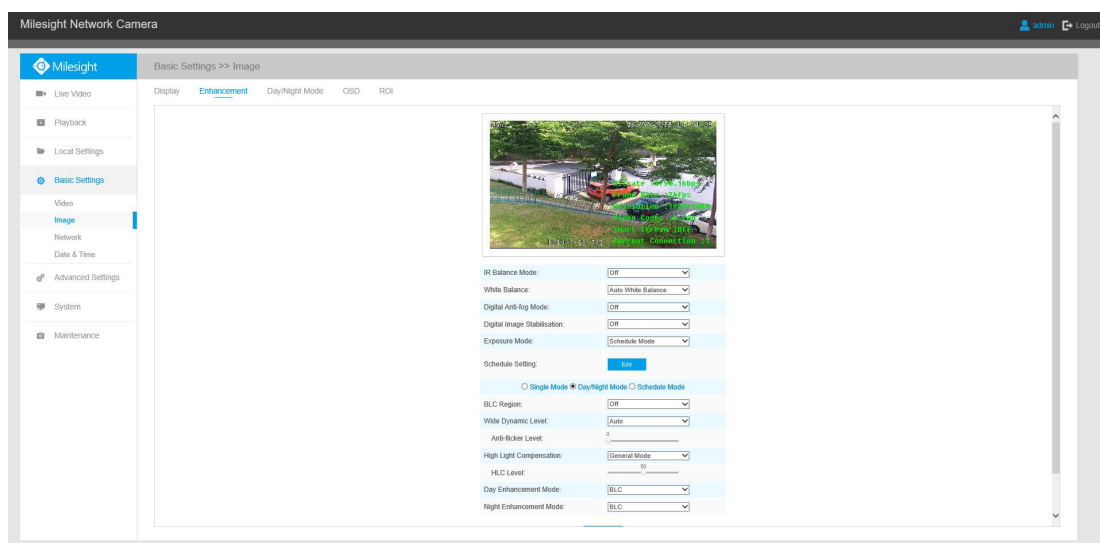 Milesight Network Camera
admin Logout
Milesight
Basic Settings >> Image
Live Video
Playback
Local Settings
Basic Settings
Video
Image
Network
Date & Time
Advanced Settings
System
Maintenance
Display Enhancement Day/Night Mode OSD ROI
IR Balance Mode: Off
White Balance: Auto White Balance
Digital Anti-fog Mode: Off
Digital Image Stabilisation: Off
Exposure Mode: Schedule Mode
Schedule Setting: Edit
Single Mode Day/Night Mode Schedule Mode
BLC Region: Off
Wide Dynamic Level: Auto
Anti-flicker Level: 0
High Light Compensation: General Mode
HLC Level: 50
Day Enhancement Mode: BLC
Night Enhancement Mode: BLC